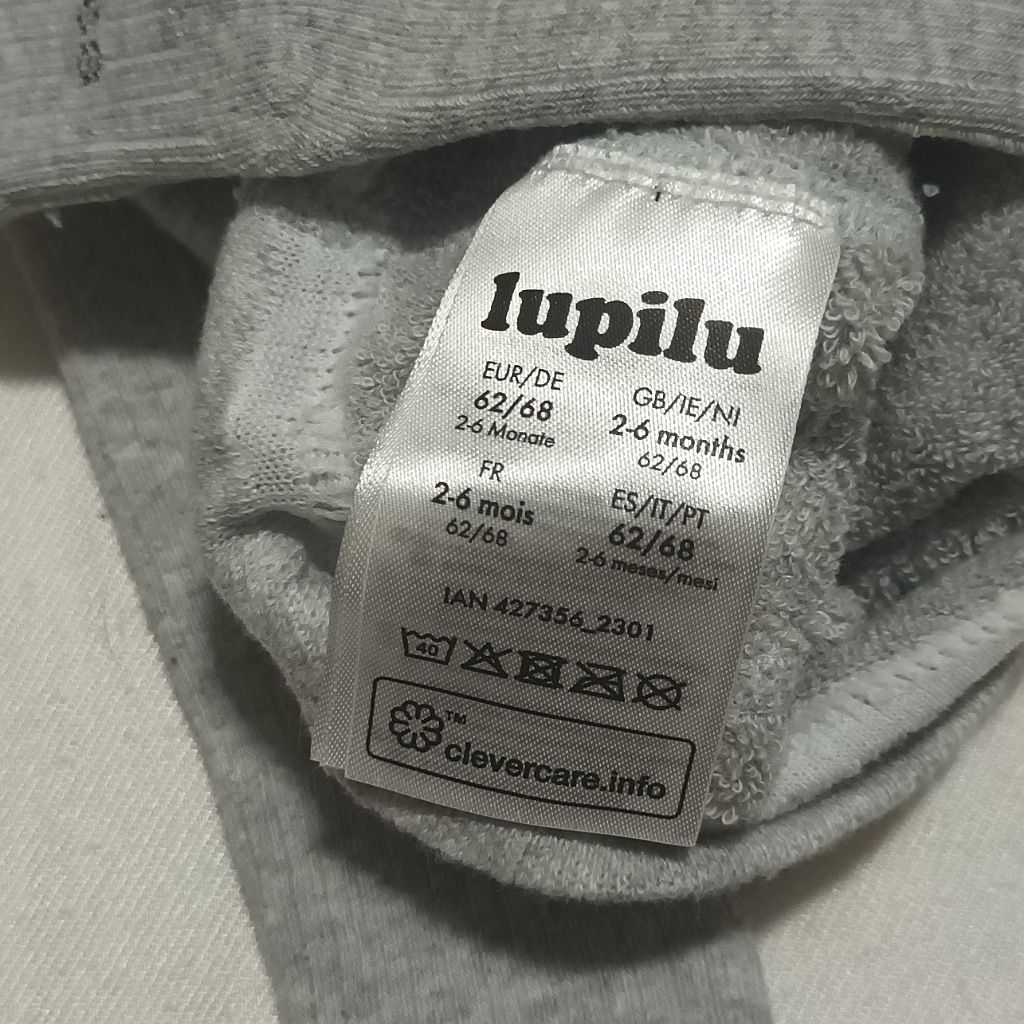 lupilu
EUR/DE
62/68
2-6 Monate
GB/IE/NI
2-6 months
62/68
FR
2-6 mois
62/68
ES/IT/PT
62/68
2-6 meses/mesi
IAN 427356_2301
40
™
clevercare.info